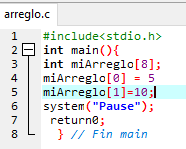 arreglo.c
1 #include<stdio.h>
2 int main(){
3 int miArreglo[8];
4 miArreglo[0] = 5
5 miArreglo[1]=10;
6 system("Pause");
7 return0;
8 } // Fin main